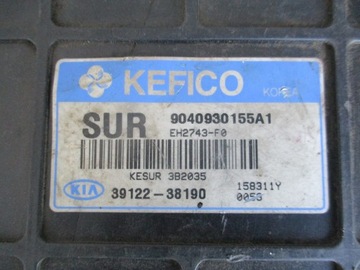 KEFICO
KOREA
SUR 9040930155A1
EH2743-F0
KESUR 3B2035
KIA 39122-38190
158311Y
0053